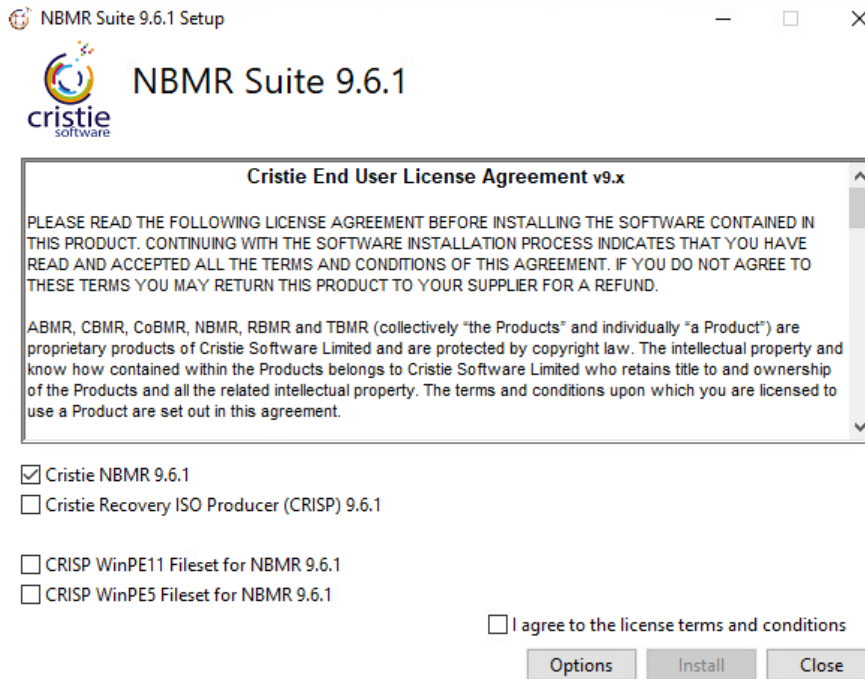 NBMR Suite 9.6.1 Setup
cristie
software
NBMR Suite 9.6.1
Cristie End User License Agreement v9.x
PLEASE READ THE FOLLOWING LICENSE AGREEMENT BEFORE INSTALLING THE SOFTWARE CONTAINED IN
THIS PRODUCT. CONTINUING WITH THE SOFTWARE INSTALLATION PROCESS INDICATES THAT YOU HAVE
READ AND ACCEPTED ALL THE TERMS AND CONDITIONS OF THIS AGREEMENT. IF YOU DO NOT AGREE TO
THESE TERMS YOU MAY RETURN THIS PRODUCT TO YOUR SUPPLIER FOR A REFUND.
ABMR, CBMR, CoBMR, NBMR, RBMR and TBMR (collectively “the Products” and individually “a Product”) are
proprietary products of Cristie Software Limited and are protected by copyright law. The intellectual property and
know how contained within the Products belongs to Cristie Software Limited who retains title to and ownership
of the Products and all the related intellectual property. The terms and conditions upon which you are licensed to
use a Product are set out in this agreement.
Cristie NBMR 9.6.1
Cristie Recovery ISO Producer (CRISP) 9.6.1
CRISP WinPE11 Fileset for NBMR 9.6.1
CRISP WinPE5 Fileset for NBMR 9.6.1
I agree to the license terms and conditions
Options Install Close